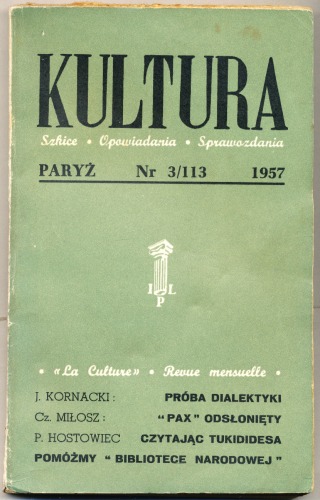 KULTURA
Szkice • Opowiadania • Sprawozdania
PARYŻ Nr 3/113 1957
I L
P
• «La Culture» • Revue mensuelle •
J. KORNACKI : PRÓBA DIALEKTYKI
Cz. MIŁOSZ : “ PAX ” ODSŁONIĘTY
P. HOSTOWIEC CZYTAJĄC TUKIDIDESA
POMÓŻMY “ BIBLIOTECE NARODOWEJ ”